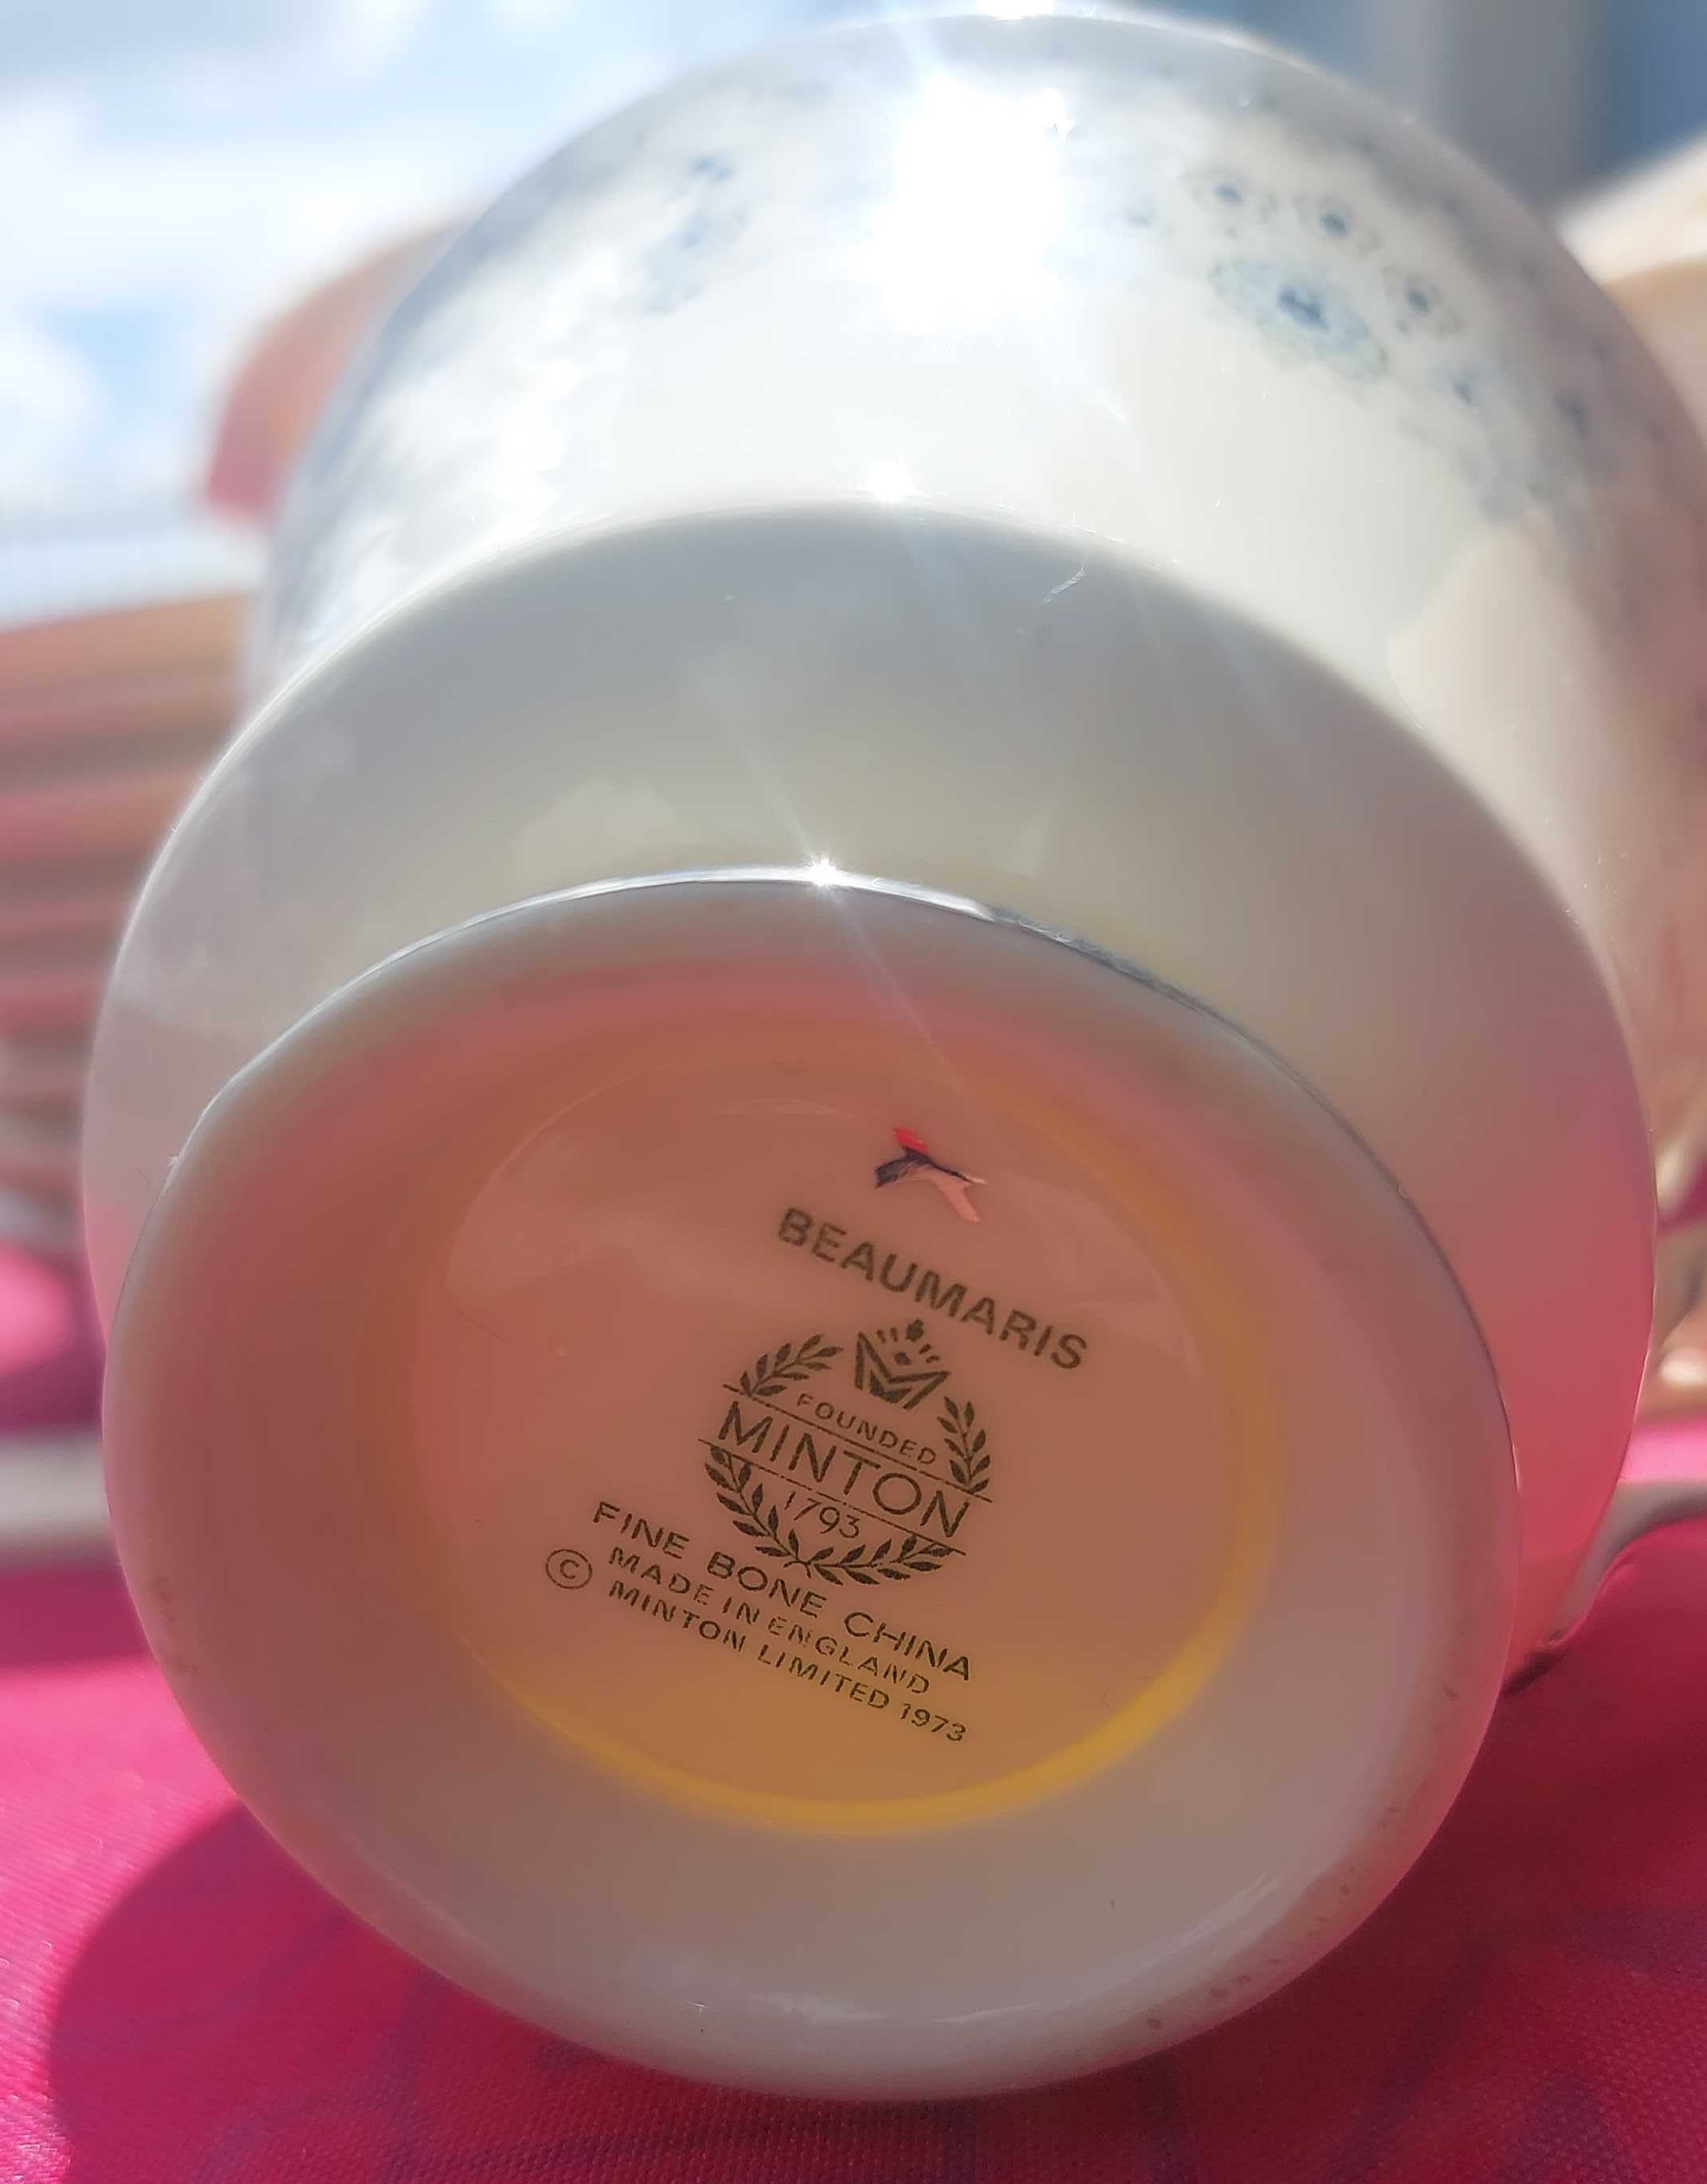 BEAUMARIS
FOUNDED
MINTON
1793
FINE BONE CHINA
MADE IN ENGLAND
© MINTON LIMITED 1973